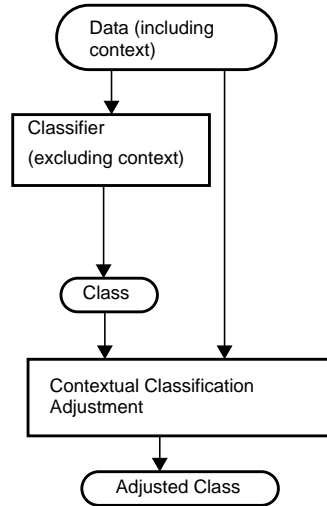 Data (including
context)
Classifier
(excluding context)
Class
Contextual Classification
Adjustment
Adjusted Class